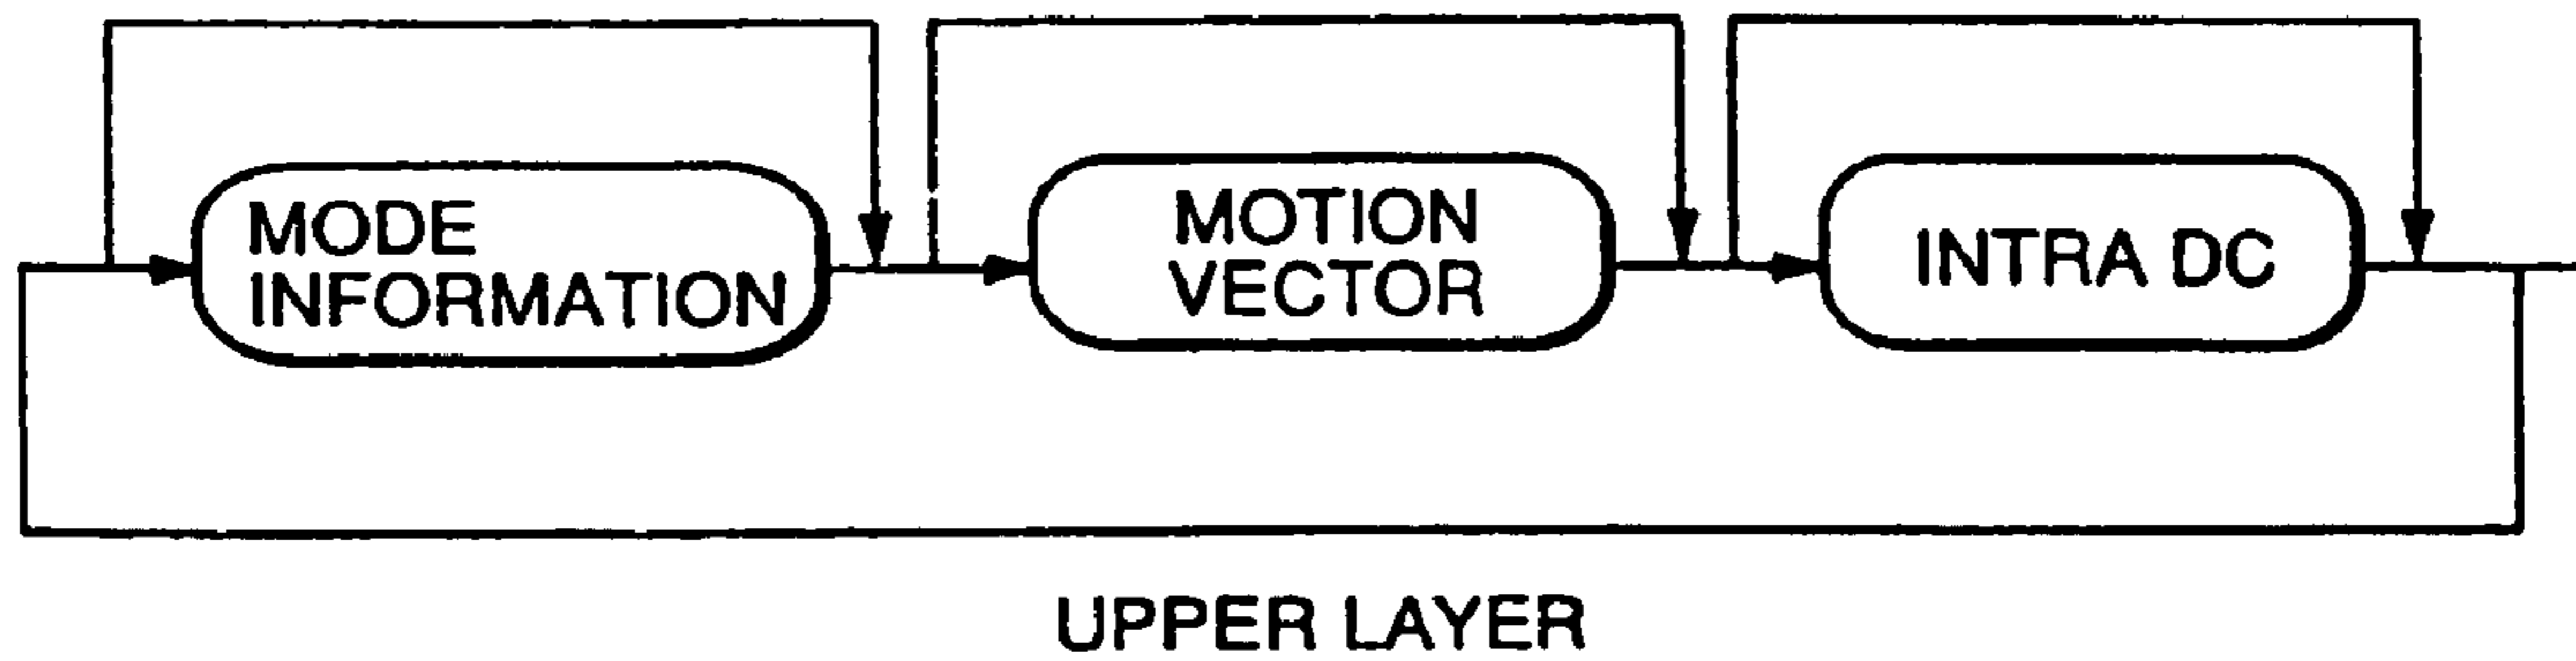 MODE
INFORMATION
MOTION
VECTOR
INTRA DC
UPPER LAYER